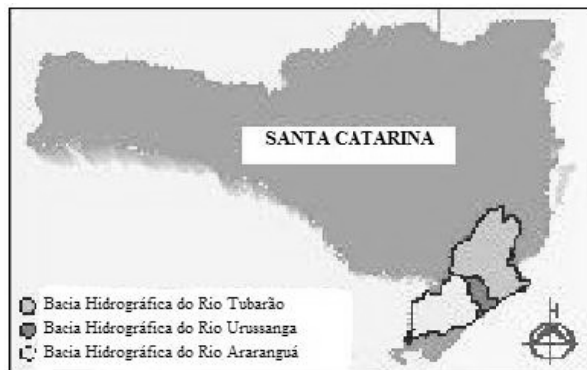 SANTA CATARINA
Bacia Hidrográfica do Rio Tubarão
Bacia Hidrográfica do Rio Urussanga
Bacia Hidrográfica do Rio Araranguá